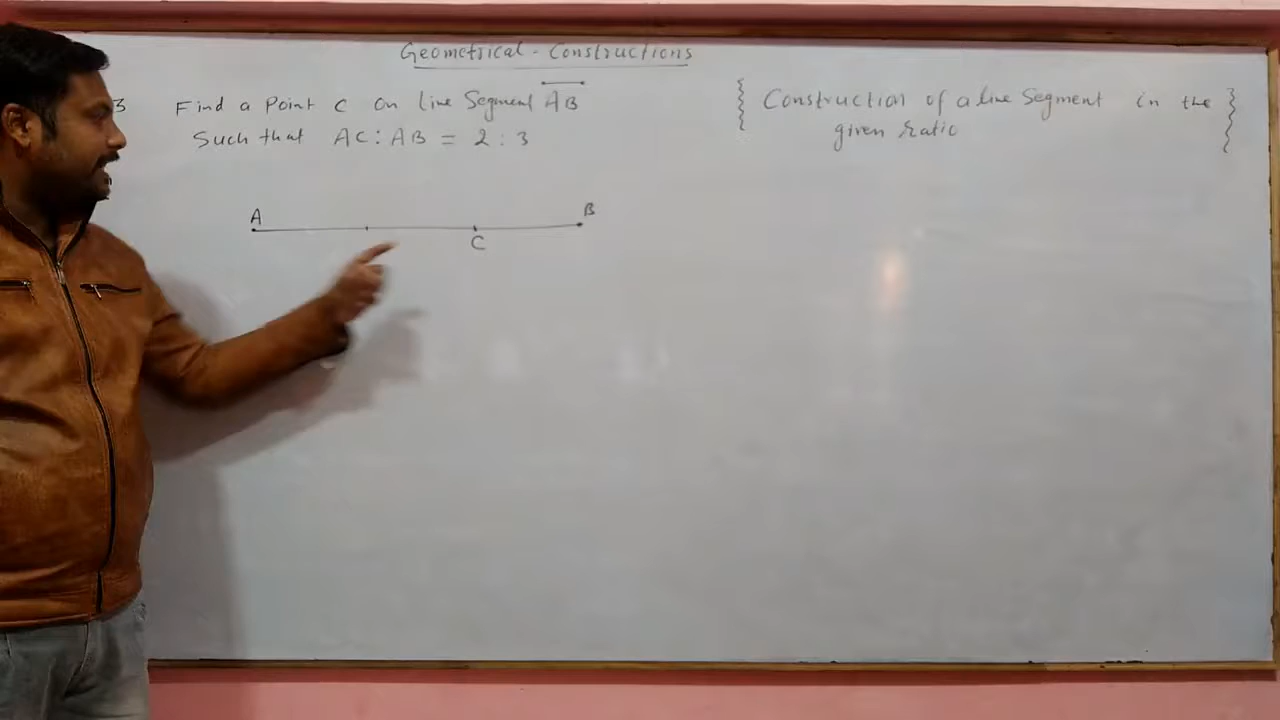 Geometrical - Constructions
3 Find a Point C on line Segment AB
Such that AC : AB = 2 : 3
{ Construction of a line Segment in the
given ratio }
A B
C